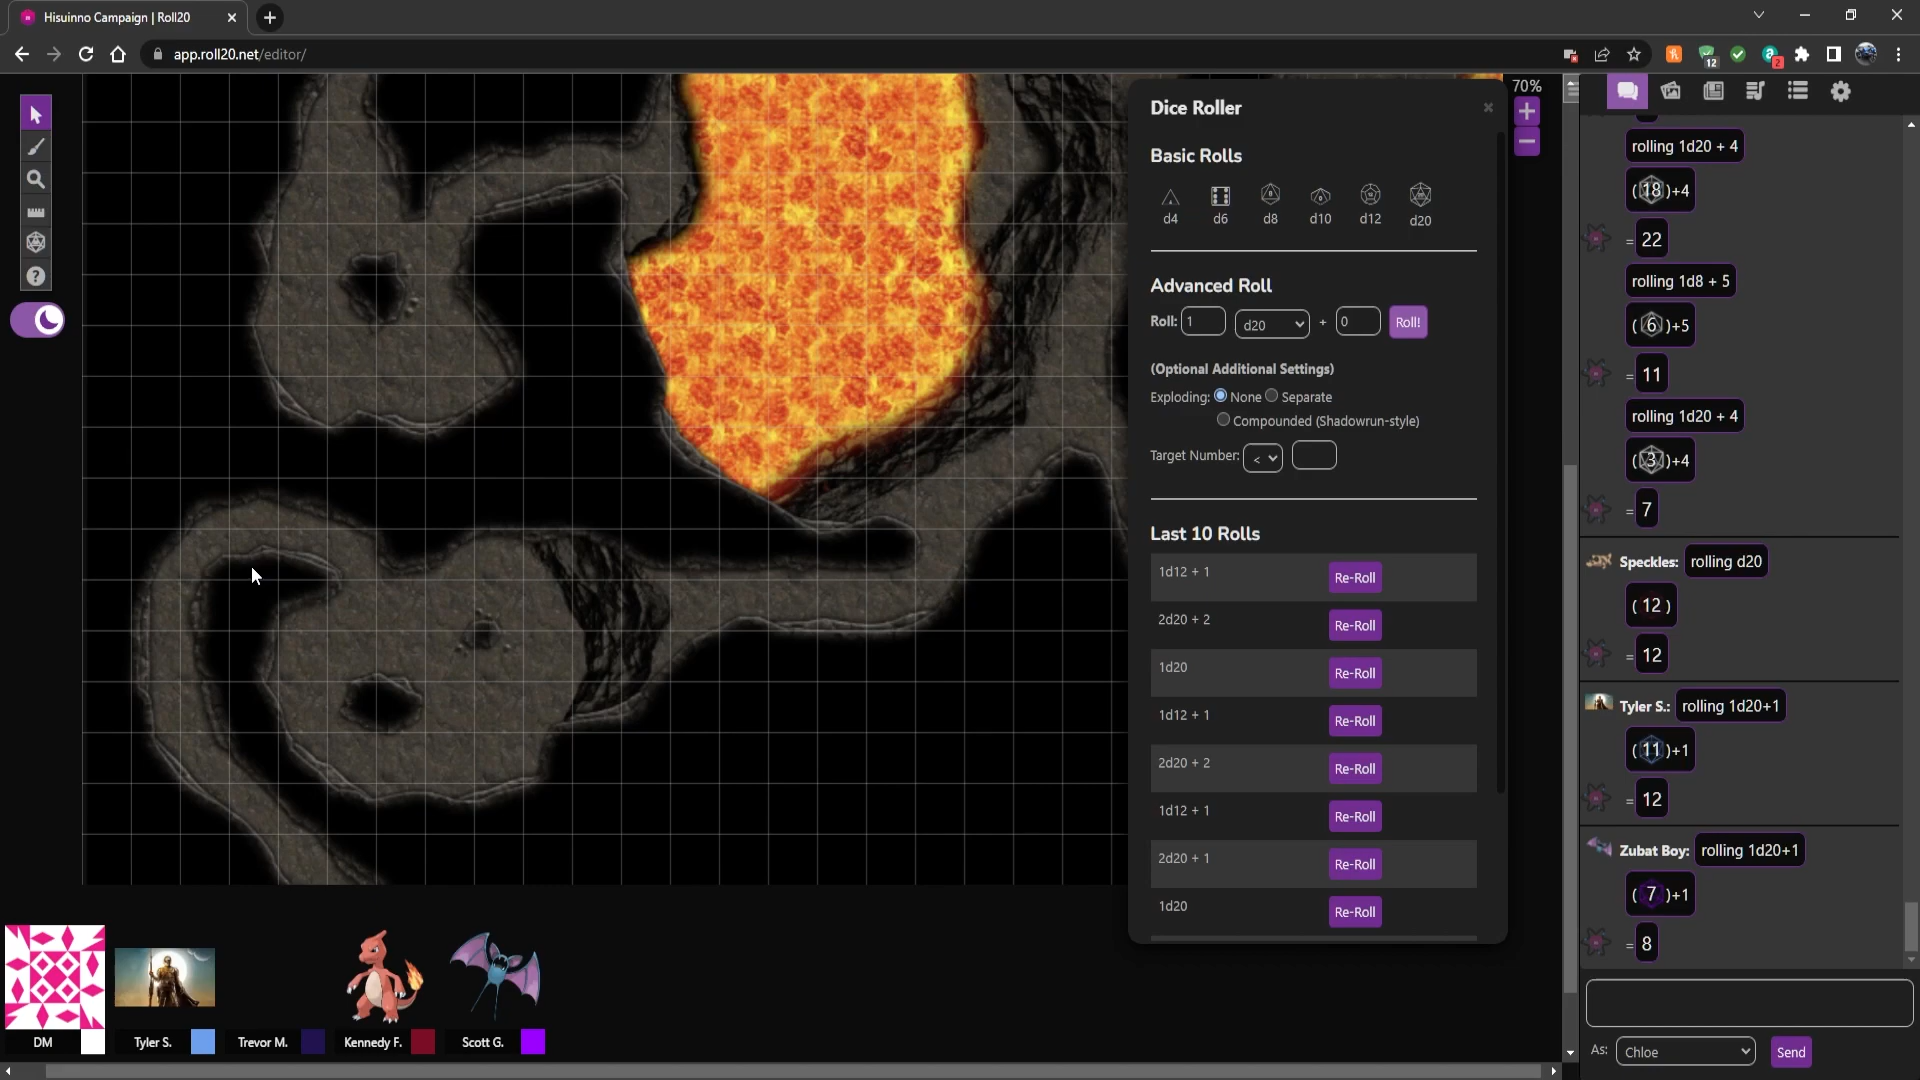 Hisuinno Campaign | Roll20
app.roll20.net/editor/
12
2
70%
Dice Roller
Basic Rolls
d4
d6
d8
d10
d12
d20
Advanced Roll
Roll: 1 d20 + 0 Roll!
(Optional Additional Settings)
Exploding: None Separate
Compounded (Shadowrun-style)
Target Number: <
Last 10 Rolls
1d12 + 1 Re-Roll
2d20 + 2 Re-Roll
1d20 Re-Roll
1d12 + 1 Re-Roll
2d20 + 2 Re-Roll
1d12 + 1 Re-Roll
2d20 + 1 Re-Roll
1d20 Re-Roll
rolling 1d20 + 4
(18)+4
= 22
rolling 1d8 + 5
(6)+5
= 11
rolling 1d20 + 4
(3)+4
= 7
Speckles: rolling d20
(12)
= 12
Tyler S.: rolling 1d20+1
(11)+1
= 12
Zubat Boy: rolling 1d20+1
(7)+1
= 8
As: Chloe Send
DM
Tyler S.
Trevor M.
Kennedy F.
Scott G.